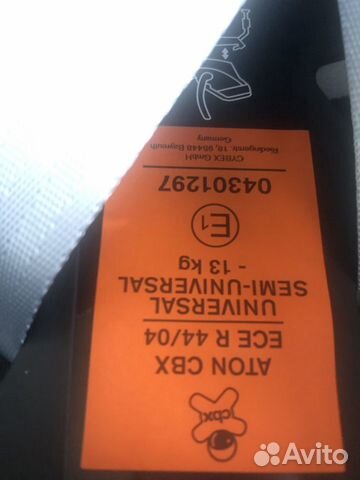 cbx
ATON CBX
ECE R 44/04
UNIVERSAL
SEMI-UNIVERSAL
- 13 kg
E1
04301297
CYBEX GmbH
Riedingerstr. 18, 95448 Bayreuth
Germany
Avito